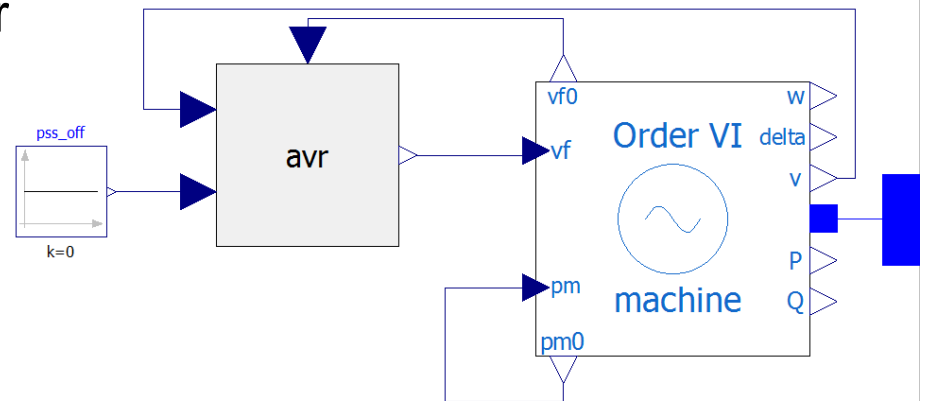 r
pss_off
k=0
avr
vf0
vf
pm
pm0
Order VI
machine
w
delta
v
P
Q